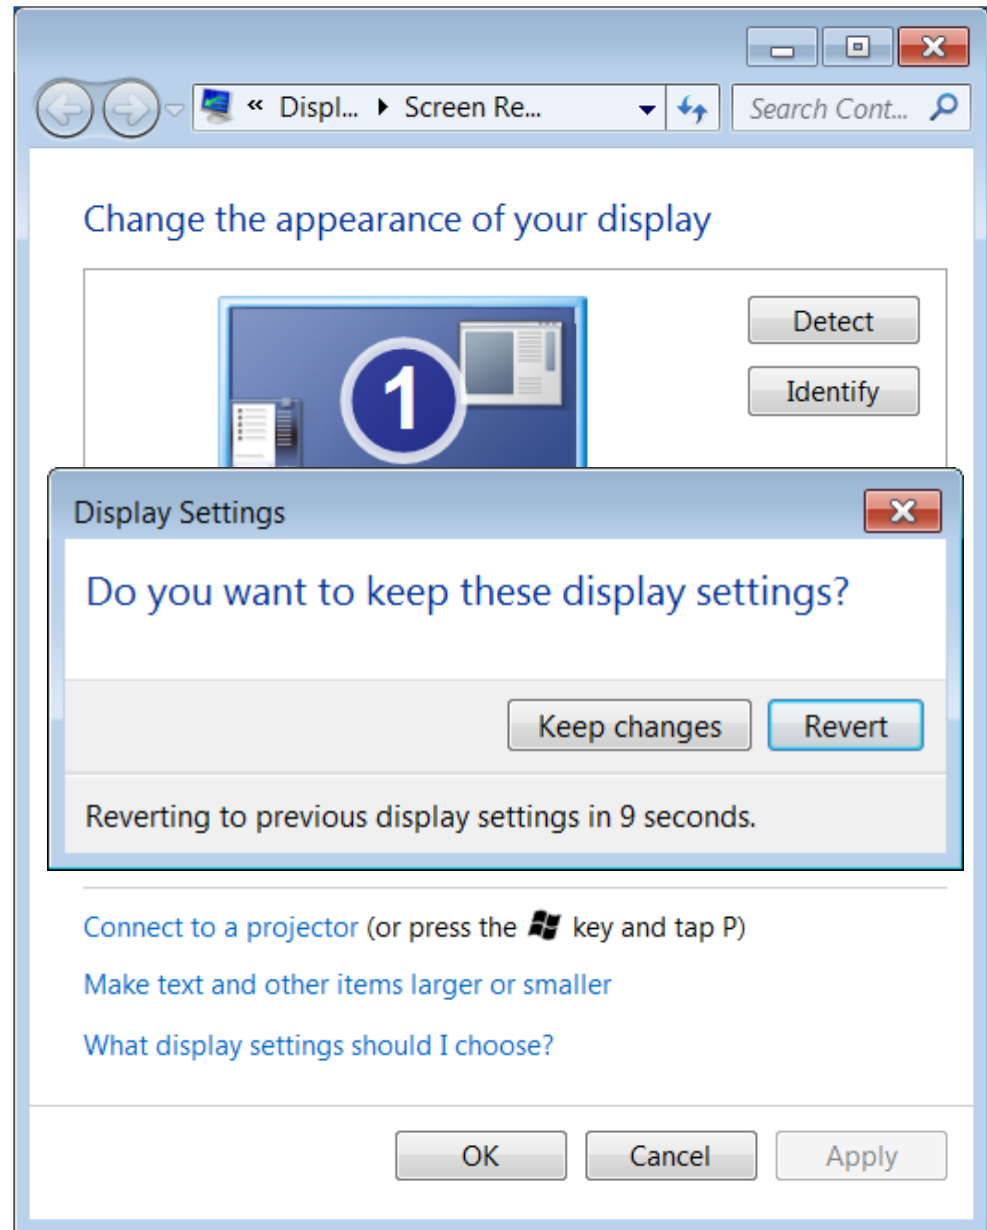 « Displ... Screen Re... Search Cont...
Change the appearance of your display
1
Detect
Identify
Display Settings
Do you want to keep these display settings?
Keep changes Revert
Reverting to previous display settings in 9 seconds.
Connect to a projector (or press the key and tap P)
Make text and other items larger or smaller
What display settings should I choose?
OK Cancel Apply